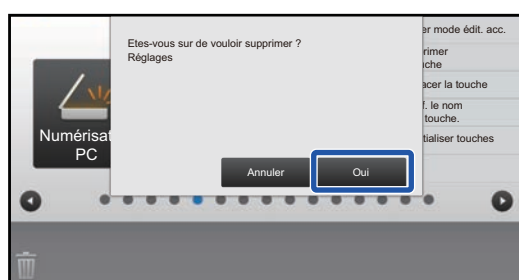 Etes-vous sur de vouloir supprimer ?
Réglages
Annuler
Oui
Numérisat
PC
er mode édit. acc.
rimer
uche
acer la touche
f. le nom
touche.
tialiser touches